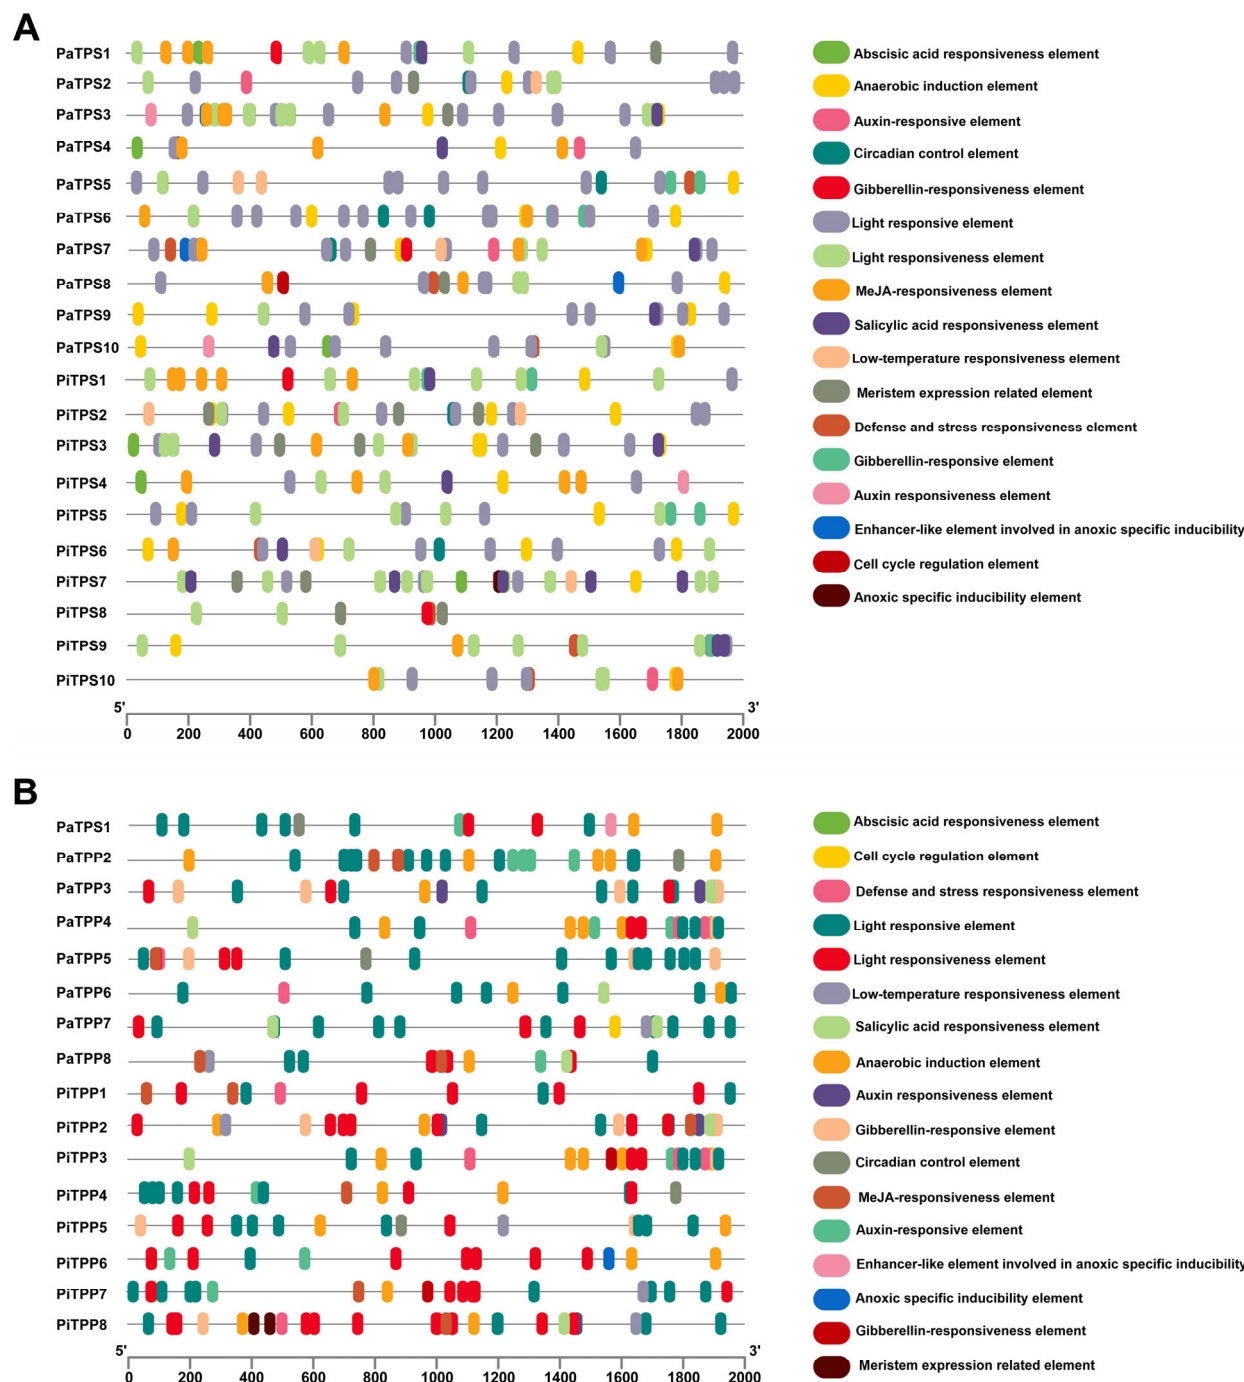 A
PaTPS1
PaTPS2
PaTPS3
PaTPS4
PaTPS5
PaTPS6
PaTPS7
PaTPS8
PaTPS9
PaTPS10
PiTPS1
PiTPS2
PiTPS3
PiTPS4
PiTPS5
PiTPS6
PiTPS7
PiTPS8
PiTPS9
PiTPS10
5' 3'
0 200 400 600 800 1000 1200 1400 1600 1800 2000
Abscisic acid responsiveness element
Anaerobic induction element
Auxin-responsive element
Circadian control element
Gibberellin-responsiveness element
Light responsive element
Light responsiveness element
MeJA-responsiveness element
Salicylic acid responsiveness element
Low-temperature responsiveness element
Meristem expression related element
Defense and stress responsiveness element
Gibberellin-responsive element
Auxin responsiveness element
Enhancer-like element involved in anoxic specific inducibility
Cell cycle regulation element
Anoxic specific inducibility element
B
PaTPS1
PaTPP2
PaTPP3
PaTPP4
PaTPP5
PaTPP6
PaTPP7
PaTPP8
PiTPP1
PiTPP2
PiTPP3
PiTPP4
PiTPP5
PiTPP6
PiTPP7
PiTPP8
5' 3'
0 200 400 600 800 1000 1200 1400 1600 1800 2000
Abscisic acid responsiveness element
Cell cycle regulation element
Defense and stress responsiveness element
Light responsive element
Light responsiveness element
Low-temperature responsiveness element
Salicylic acid responsiveness element
Anaerobic induction element
Auxin responsiveness element
Gibberellin-responsive element
Circadian control element
MeJA-responsiveness element
Auxin-responsive element
Enhancer-like element involved in anoxic specific inducibility
Anoxic specific inducibility element
Gibberellin-responsiveness element
Meristem expression related element